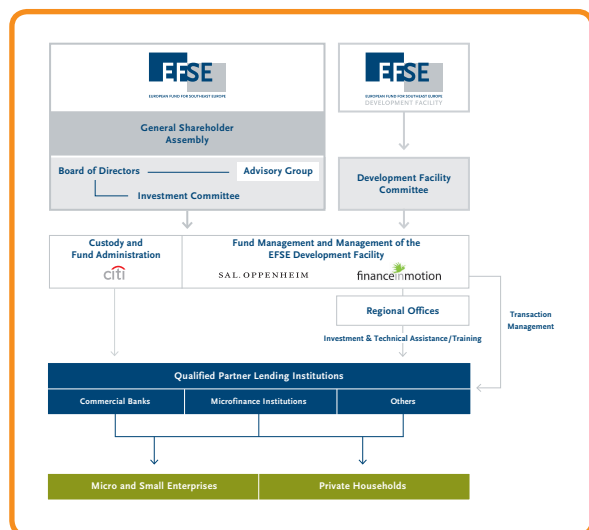 EFSE
EUROPEAN FUND FOR SOUTHEAST EUROPE
EFSE
EUROPEAN FUND FOR SOUTHEAST EUROPE
DEVELOPMENT FACILITY
General Shareholder
Assembly
Board of Directors
Advisory Group
Investment Committee
Development Facility
Committee
Custody and
Fund Administration
citi
Fund Management and Management of the
EFSE Development Facility
SAL. OPPENHEIM
financeinmotion
Regional Offices
Transaction
Management
Investment & Technical Assistance/Training
Qualified Partner Lending Institutions
Commercial Banks
Microfinance Institutions
Others
Micro and Small Enterprises
Private Households